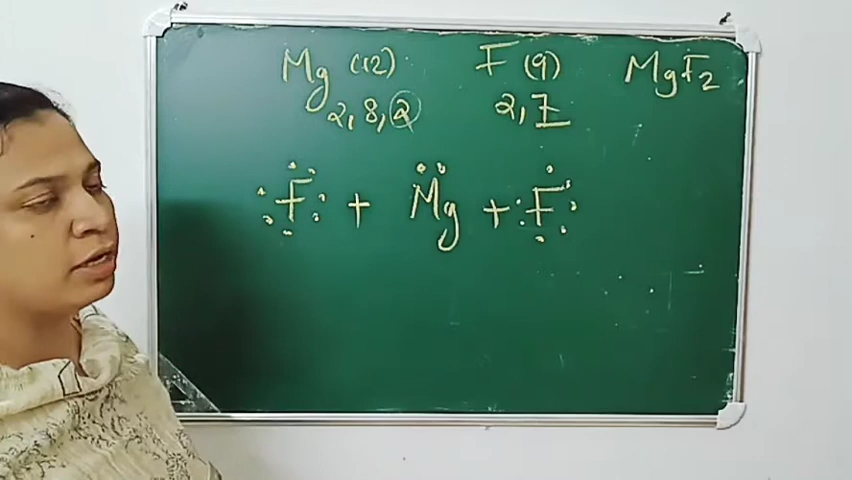 Mg (12) F (9) MgF₂
2,8,2 2,7
F + Mg + F